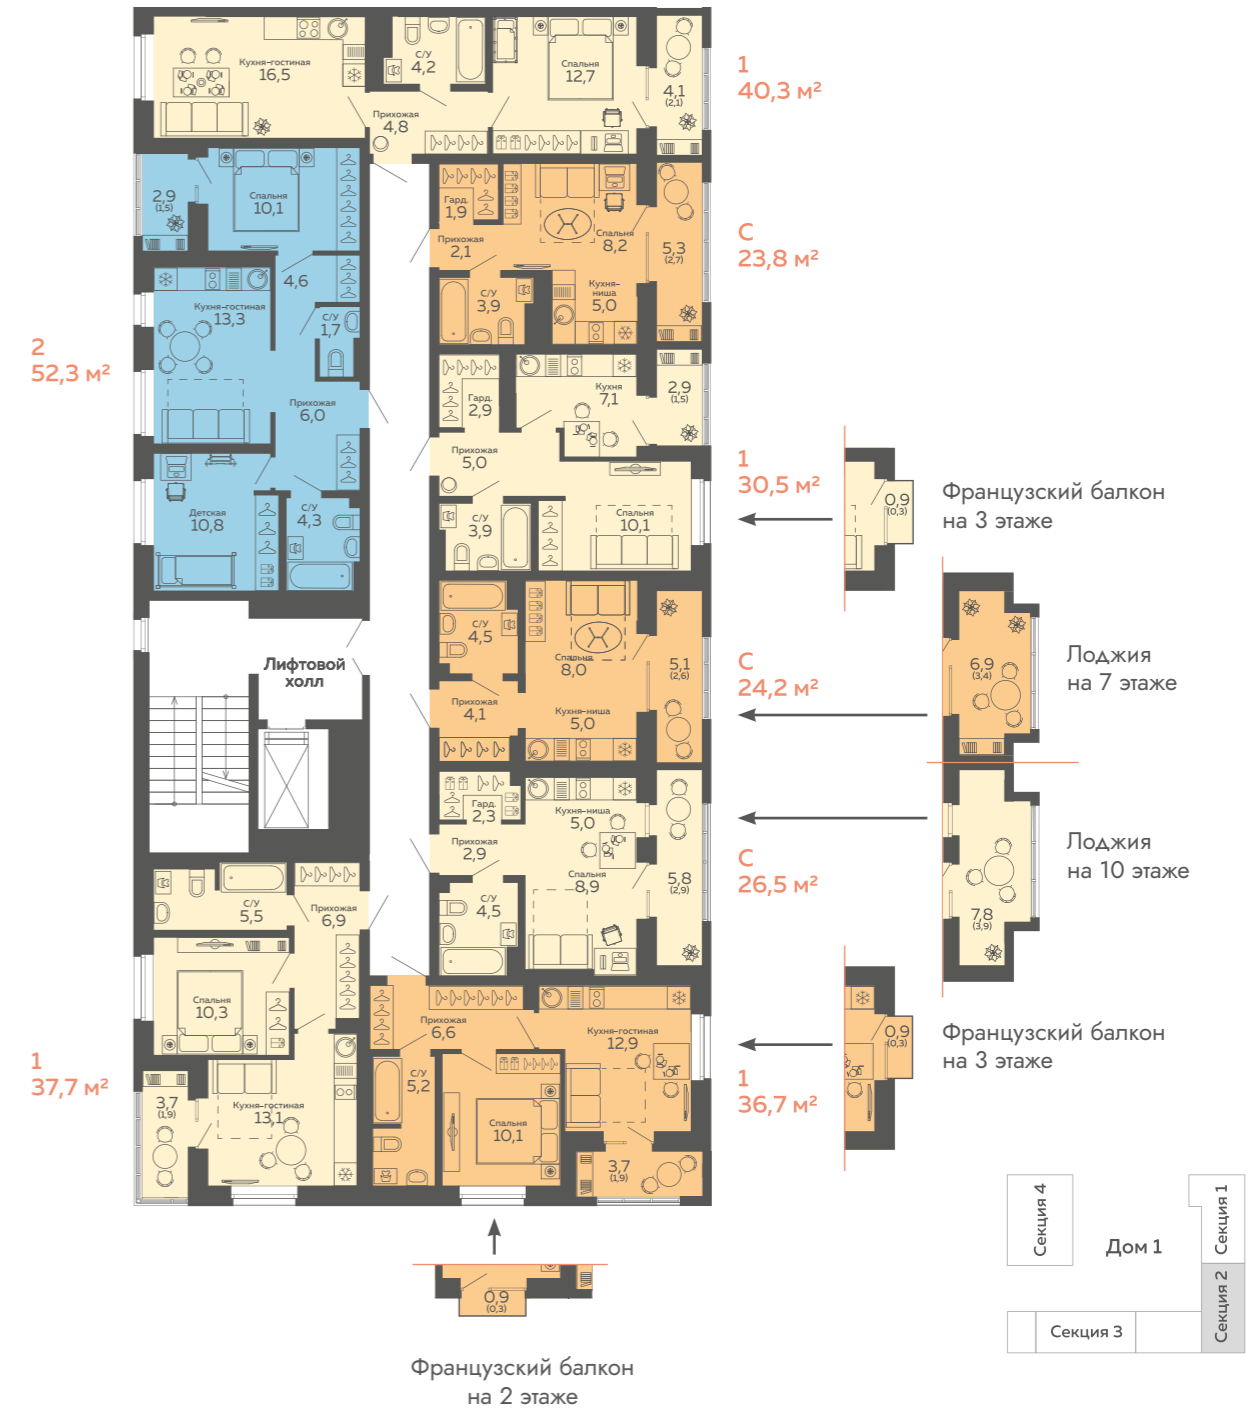 Кухня-гостиная
16,5
С/У
4,2
Спальня
12,7
4,1
(2,1)
Прихожая
4,8
1
40,3 м²
2,9
(1,5)
Спальня
10,1
4,6
Кухня-гостиная
13,3
С/У
1,7
Прихожая
6,0
Детская
10,8
С/У
4,3
2
52,3 м²
Гард.
1,9
Прихожая
2,1
Спальня
8,2
5,3
(2,7)
С/У
3,9
Кухня-
ниша
5,0
С
23,8 м²
Гард.
2,9
Кухня
7,1
2,9
(1,5)
Прихожая
5,0
С/У
3,9
Спальня
10,1
1
30,5 м²
0,9
(0,3)
Французский балкон
на 3 этаже
Лифтовой
холл
С/У
4,5
Спальня
8,0
5,1
(2,6)
Прихожая
4,1
Кухня-ниша
5,0
С
24,2 м²
6,9
(3,4)
Лоджия
на 7 этаже
Гард.
2,3
Кухня-ниша
5,0
Прихожая
2,9
Спальня
8,9
5,8
(2,9)
С/У
4,5
С
26,5 м²
7,8
(3,9)
Лоджия
на 10 этаже
С/У
5,5
Прихожая
6,9
Спальня
10,3
3,7
(1,9)
Кухня-гостиная
13,1
1
37,7 м²
Прихожая
6,6
С/У
5,2
Кухня-гостиная
12,9
Спальня
10,1
3,7
(1,9)
1
36,7 м²
0,9
(0,3)
Французский балкон
на 3 этаже
0,9
(0,3)
Французский балкон
на 2 этаже
Секция 4
Дом 1
Секция 1
Секция 2
Секция 3